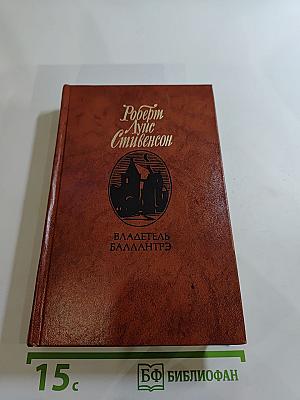 Роберт
Луис
Стивенсон
ВЛАДЕТЕЛЬ
БАЛЛАНТРЭ
15с
БФ БИБЛИОФАН